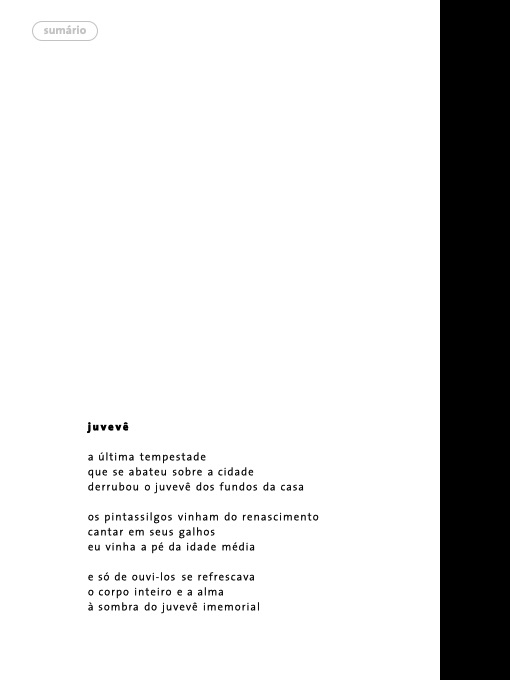 sumário
juvevê
a última tempestade
que se abateu sobre a cidade
derrubou o juvevê dos fundos da casa
os pintassilgos vinham do renascimento
cantar em seus galhos
eu vinha a pé da idade média
e só de ouvi-los se refrescava
o corpo inteiro e a alma
à sombra do juvevê imemorial